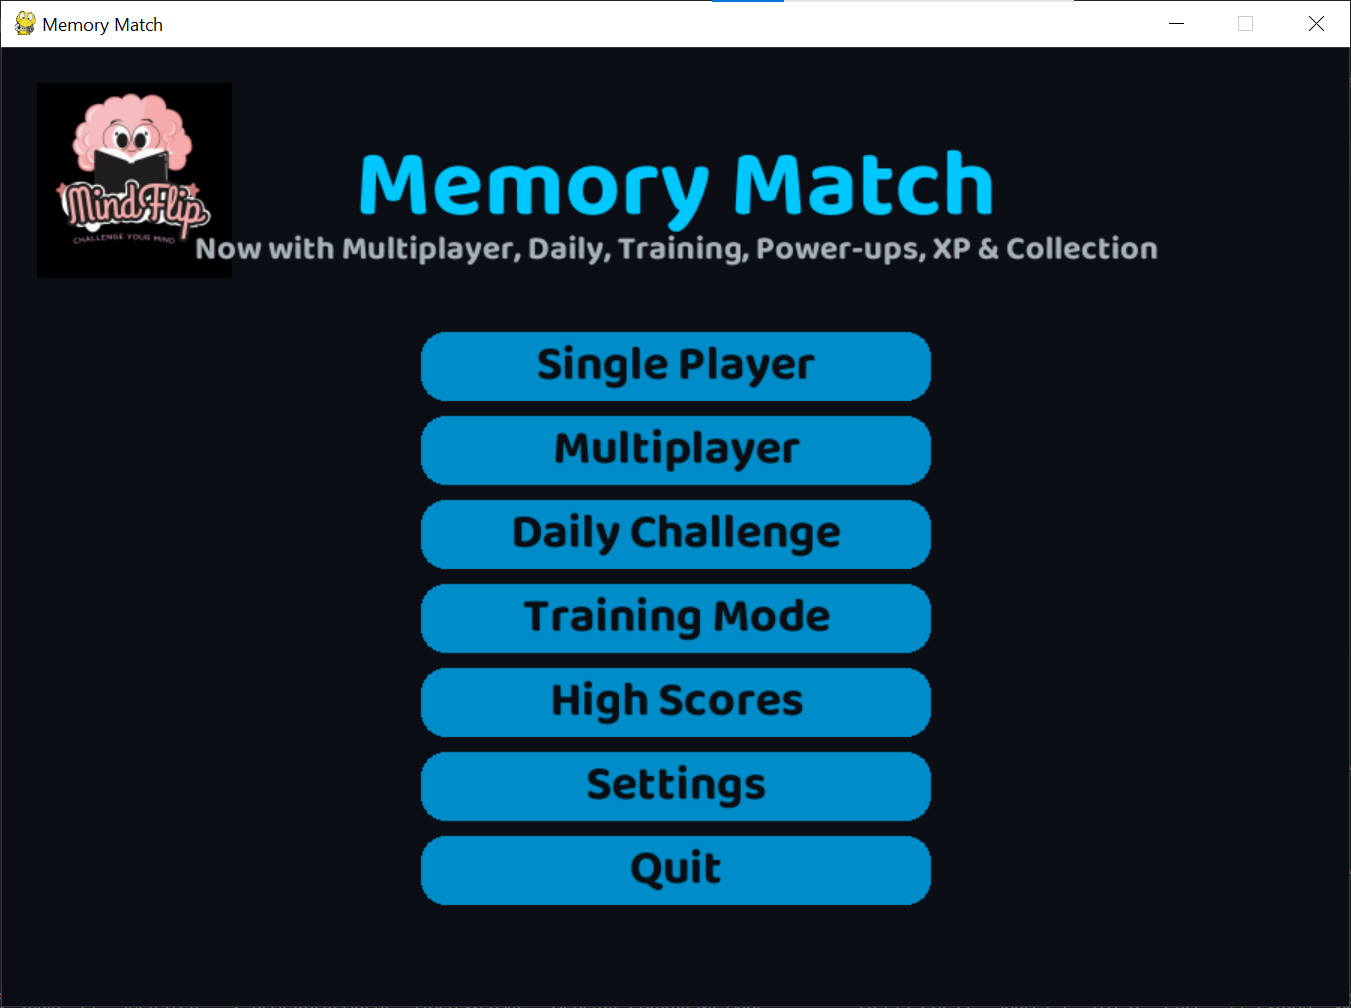 Memory Match
MindFlip
CHALLENGE YOUR MIND
Memory Match
Now with Multiplayer, Daily, Training, Power-ups, XP & Collection
Single Player
Multiplayer
Daily Challenge
Training Mode
High Scores
Settings
Quit